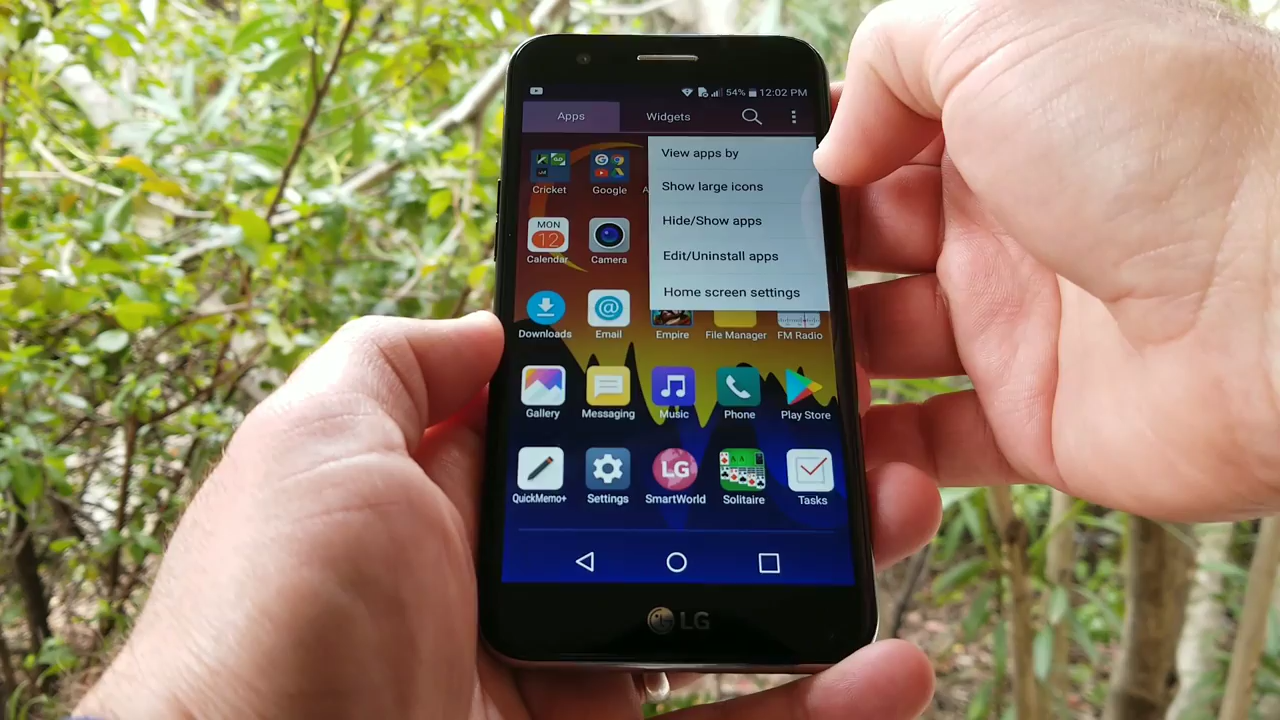 54% 12:02 PM
Apps Widgets
View apps by
Show large icons
Hide/Show apps
Edit/Uninstall apps
Home screen settings
Cricket Google
MON
12
Calendar Camera
Downloads Email Empire File Manager FM Radio
Gallery Messaging Music Phone Play Store
LG
QuickMemo+ Settings SmartWorld Solitaire Tasks
LG